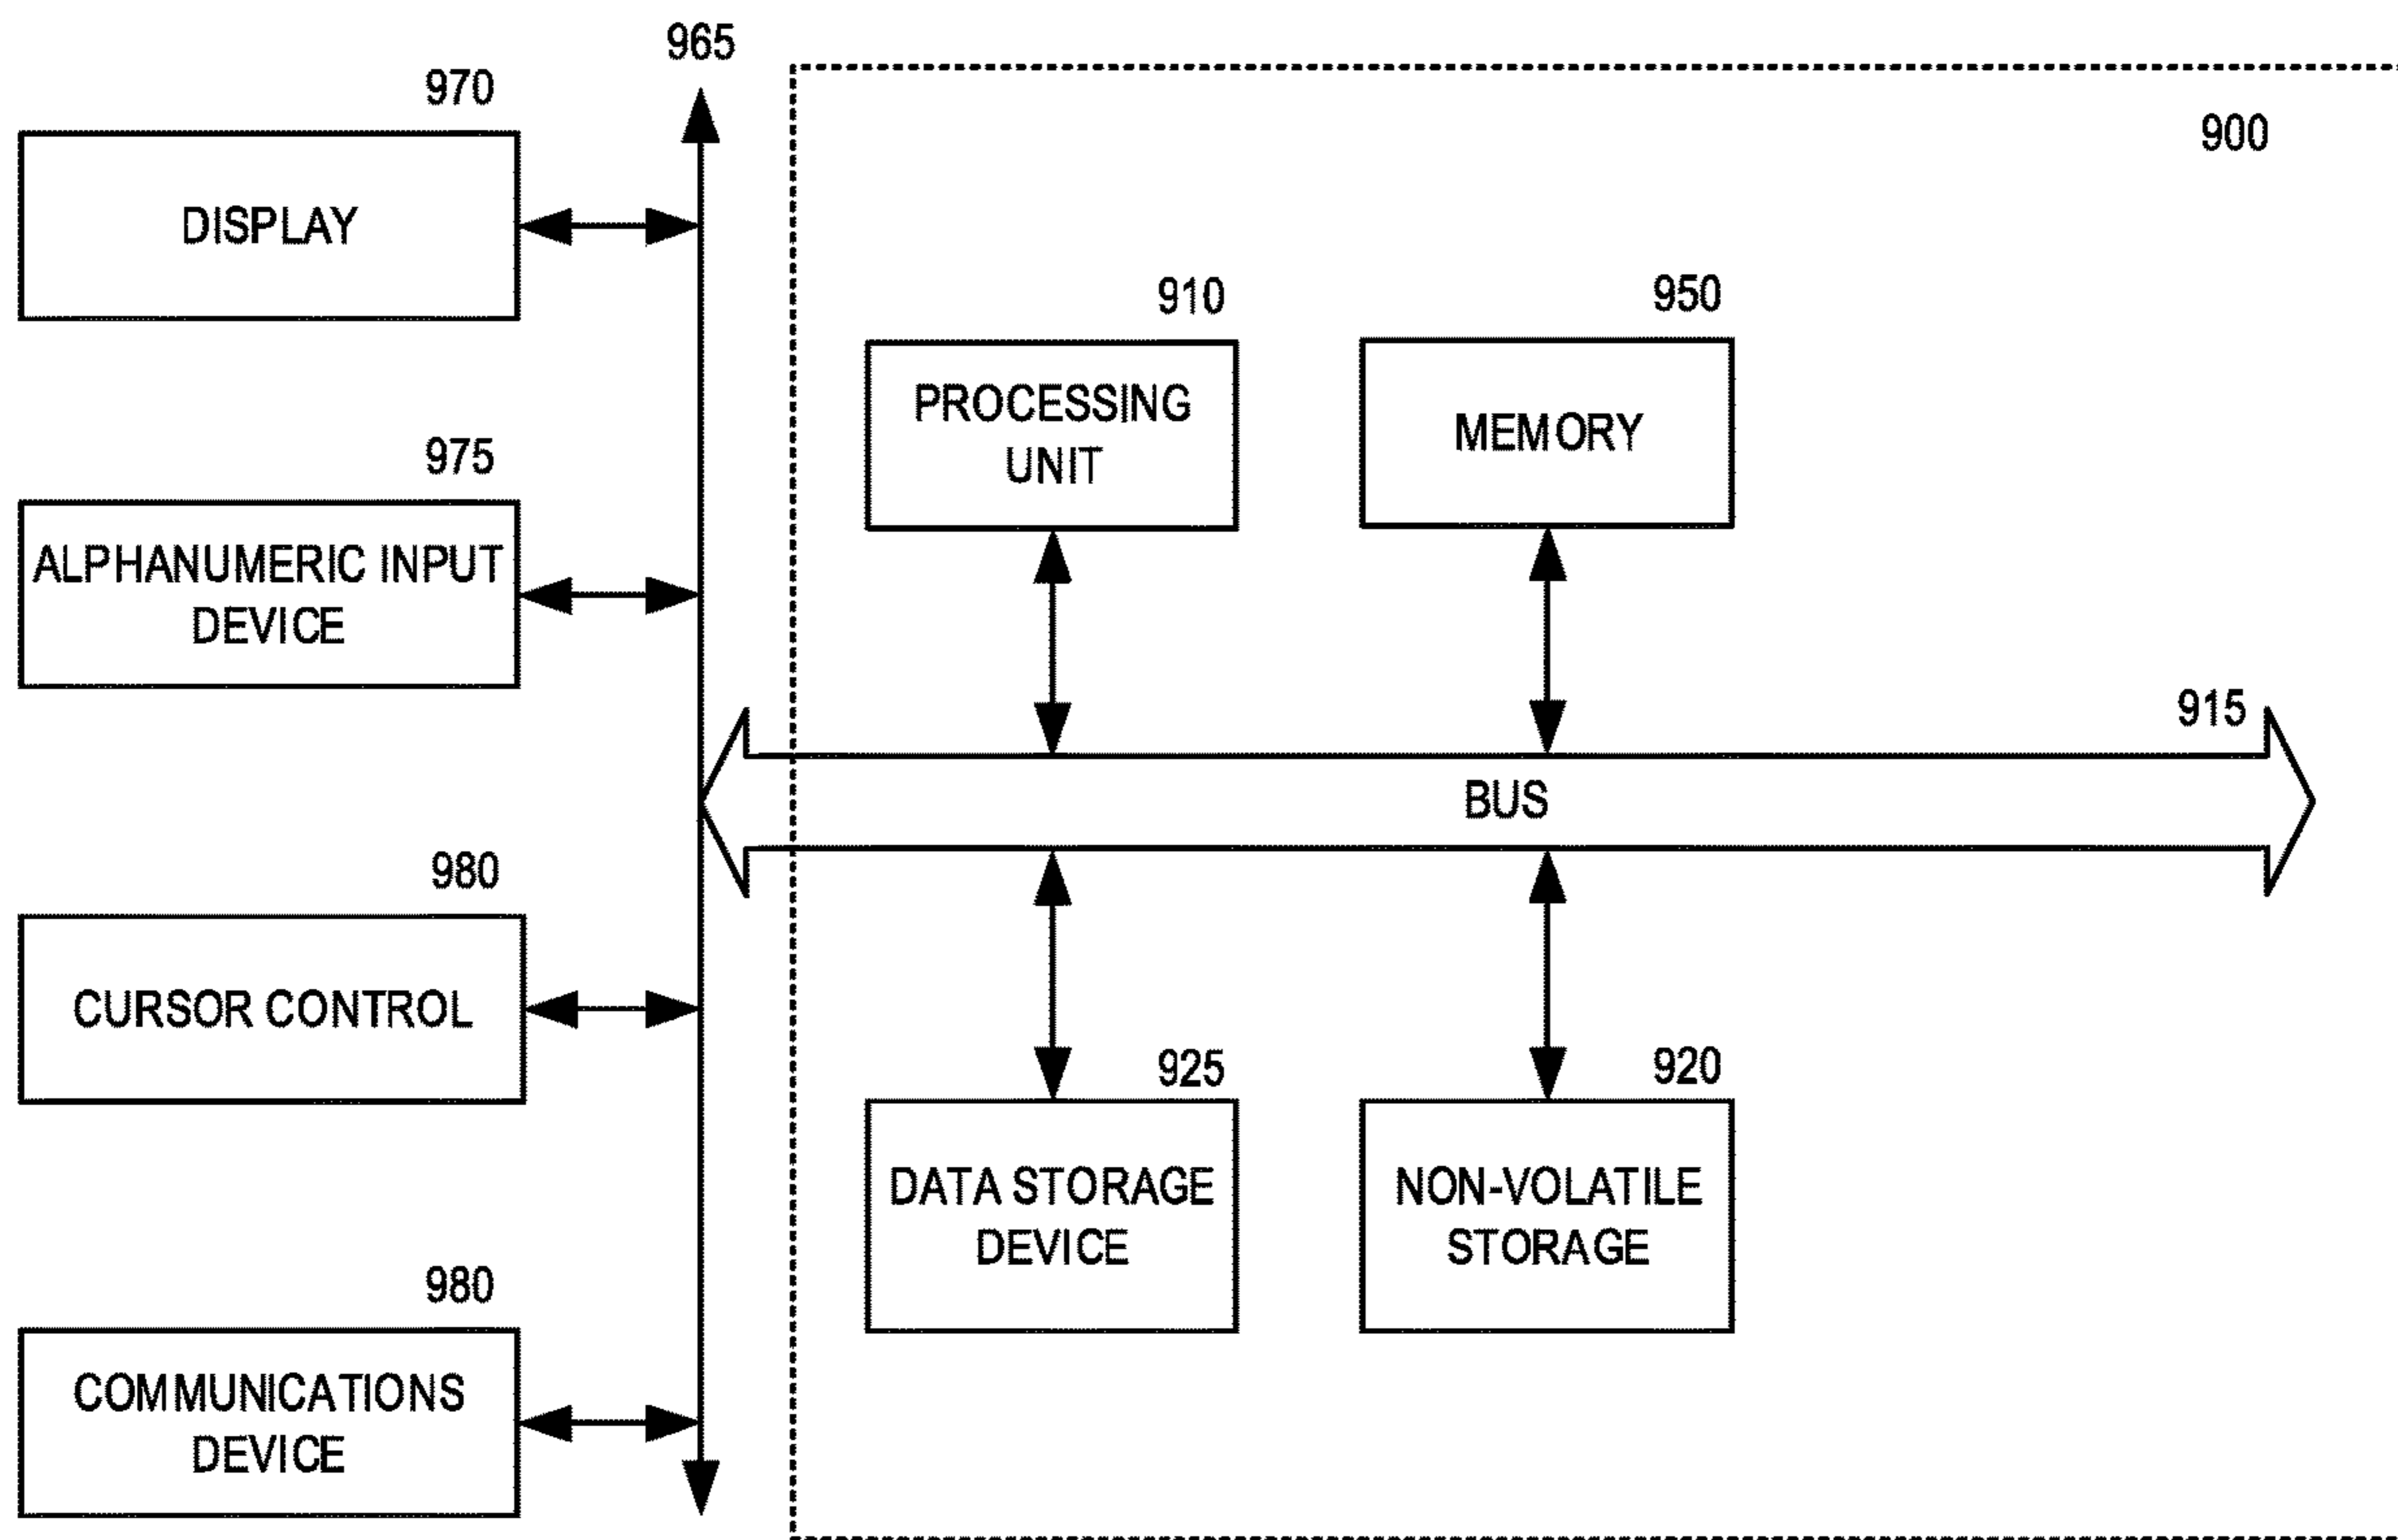 965
970
900
DISPLAY
910
950
PROCESSING
UNIT
MEMORY
975
ALPHANUMERIC INPUT
DEVICE
915
BUS
980
CURSOR CONTROL
925
920
DATA STORAGE
DEVICE
NON-VOLATILE
STORAGE
980
COMMUNICATIONS
DEVICE